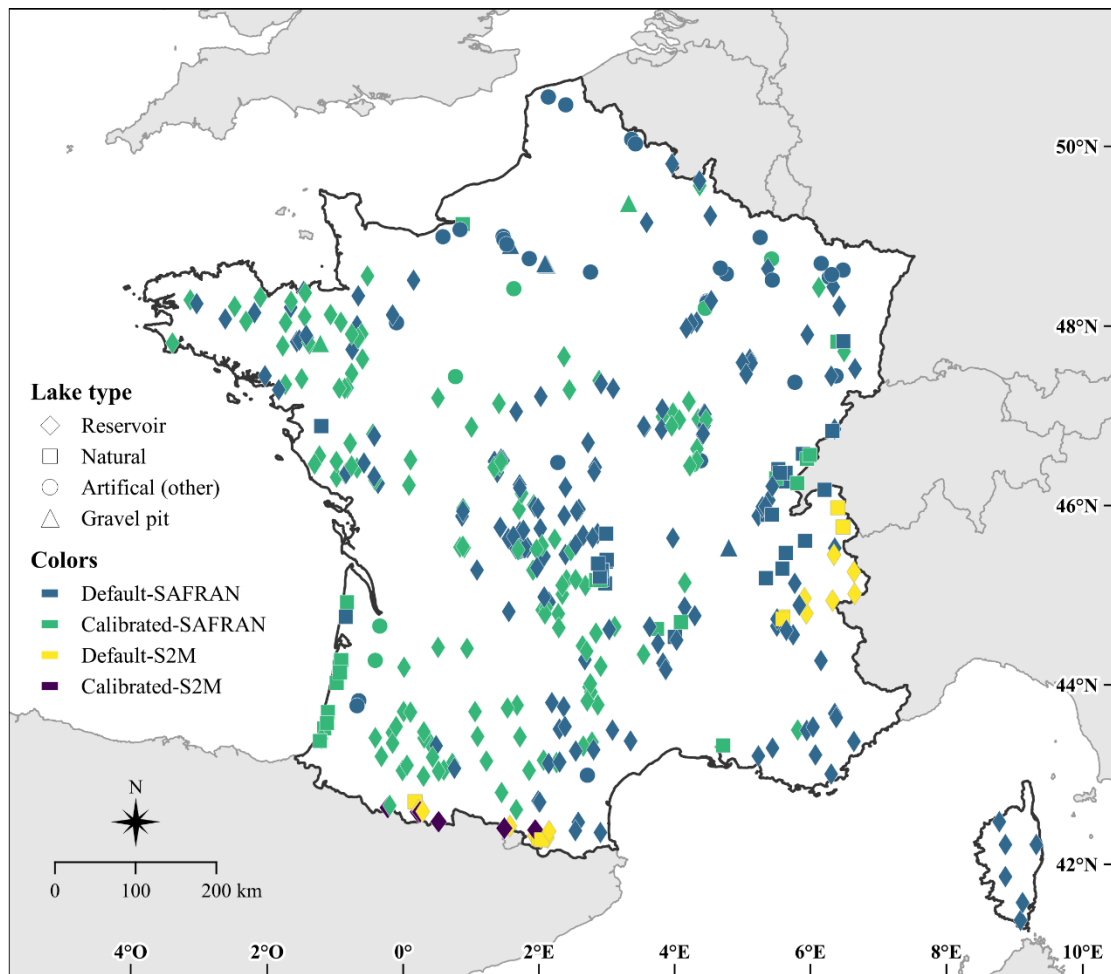 50°N
48°N
46°N
44°N
42°N
Lake type
Reservoir
Natural
Artifical (other)
Gravel pit
Colors
Default-SAFRAN
Calibrated-SAFRAN
Default-S2M
Calibrated-S2M
N
0 100 200 km
4°O 2°O 0° 2°E 4°E 6°E 8°E 10°E